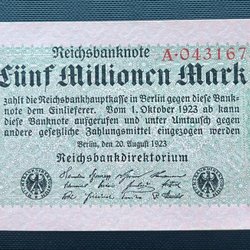 Reichsbanknote
A·043167
Fünf Millionen Mark
zahlt die Reichsbankhauptkasse in Berlin gegen diese Bank-
note dem Einlieferer. Vom 1. Oktober 1923 ab kann
diese Banknote aufgerufen und unter Umtausch gegen
andere gesetzliche Zahlungsmittel eingezogen werden
Berlin, den 20. August 1923
Reichsbankdirektorium